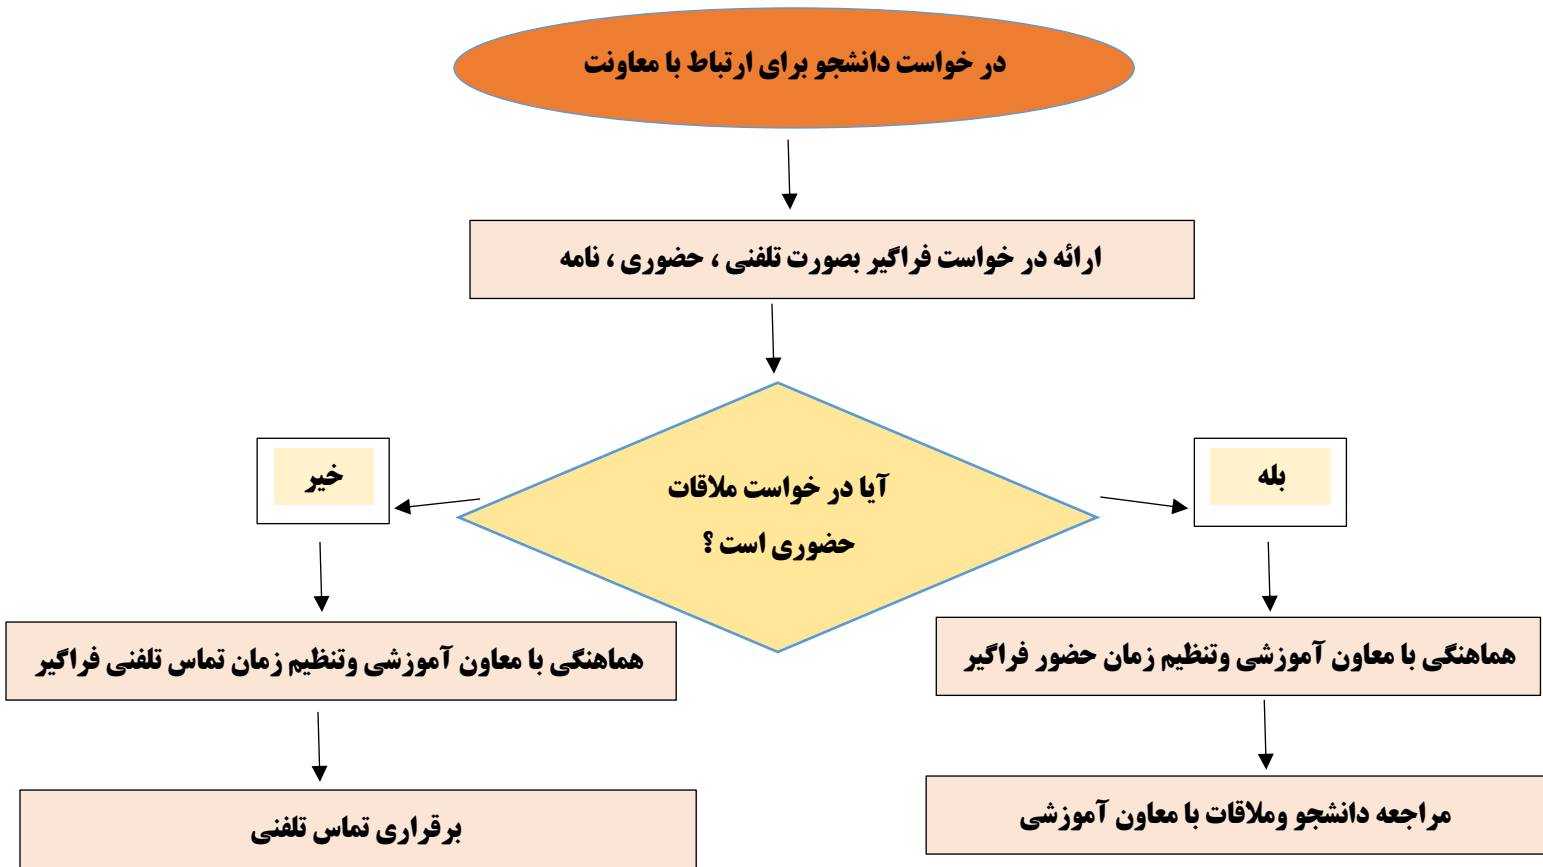 در خواست دانشجو برای ارتباط با معاونت
ارائه در خواست فراگیر بصورت تلفنی ، حضوری ، نامه
آیا در خواست ملاقات
حضوری است ؟
بله
خیر
هماهنگی با معاون آموزشی وتنظیم زمان حضور فراگیر
هماهنگی با معاون آموزشی وتنظیم زمان تماس تلفنی فراگیر
مراجعه دانشجو وملاقات با معاون آموزشی
برقراری تماس تلفنی